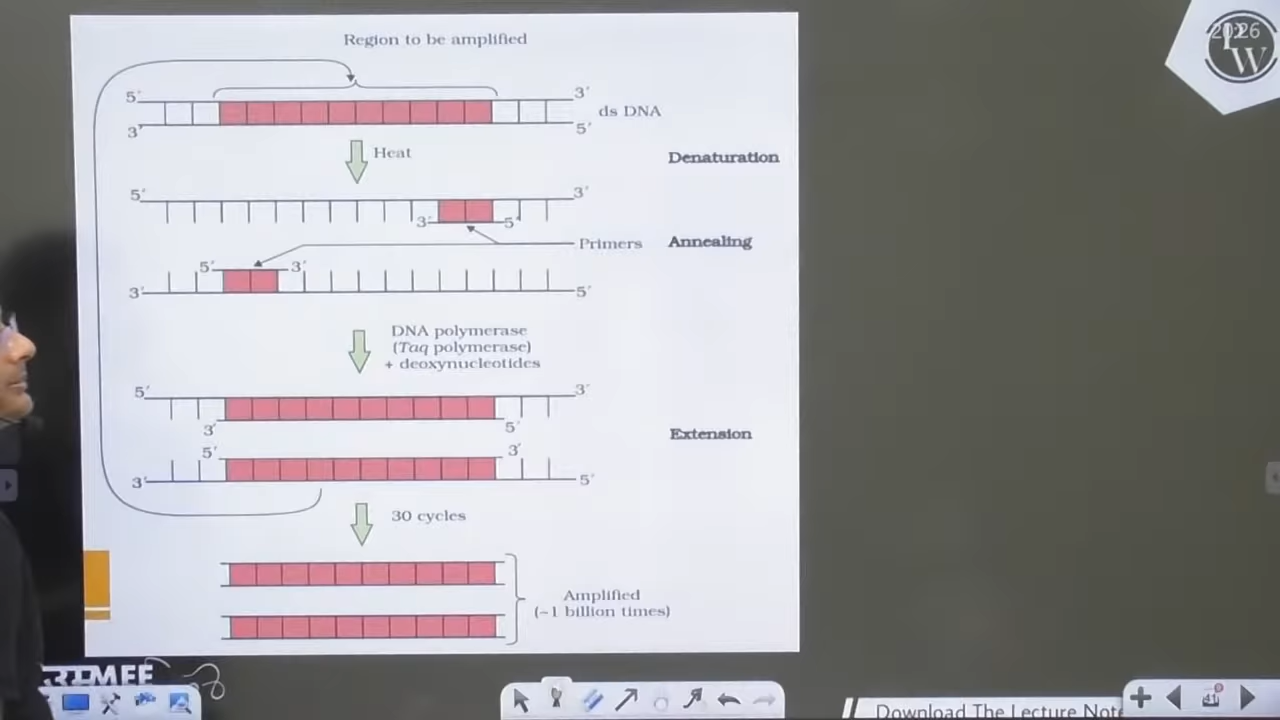 Region to be amplified
5′ 3′
ds DNA
3′ 5′
Heat
Denaturation
5′ 3′
3′ 5′
Primers Annealing
5′ 3′
3′ 5′
DNA polymerase
(Taq polymerase)
+ deoxynucleotides
5′ 3′
3′ 5′
Extension
5′ 3′
3′ 5′
30 cycles
Amplified
(~1 billion times)
W
Download The Lecture Note